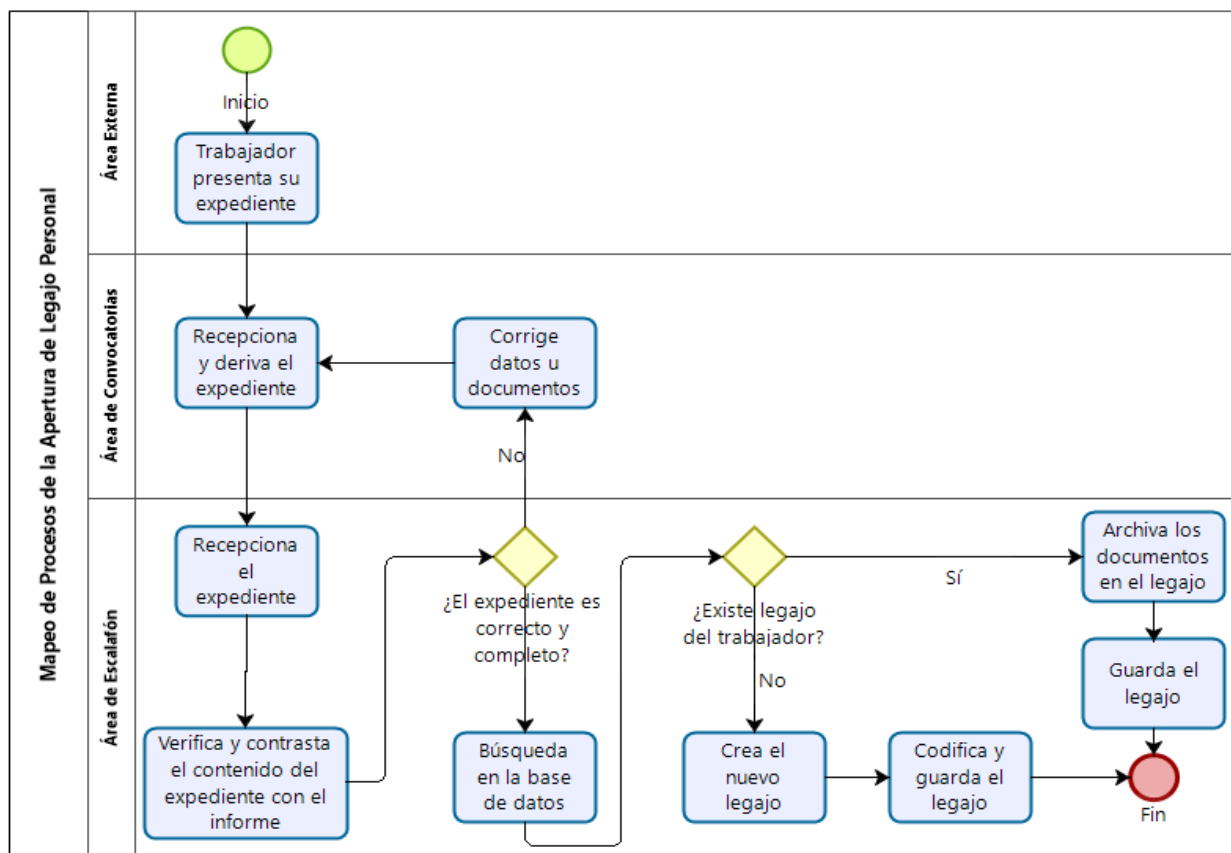 Mapeo de Procesos de la Apertura de Legajo Personal
Área Externa
Inicio
Trabajador
presenta su
expediente
Área de Convocatorias
Recepciona
y deriva el
expediente
Corrige
datos u
documentos
No
Área de Escalafón
Recepciona
el
expediente
Verifica y contrasta
el contenido del
expediente con el
informe
¿El expediente es
correcto y
completo?
Búsqueda
en la base
de datos
¿Existe legajo
del trabajador?
Sí
No
Archiva los
documentos
en el legajo
Guarda el
legajo
Crea el
nuevo
legajo
Codifica y
guarda el
legajo
Fin